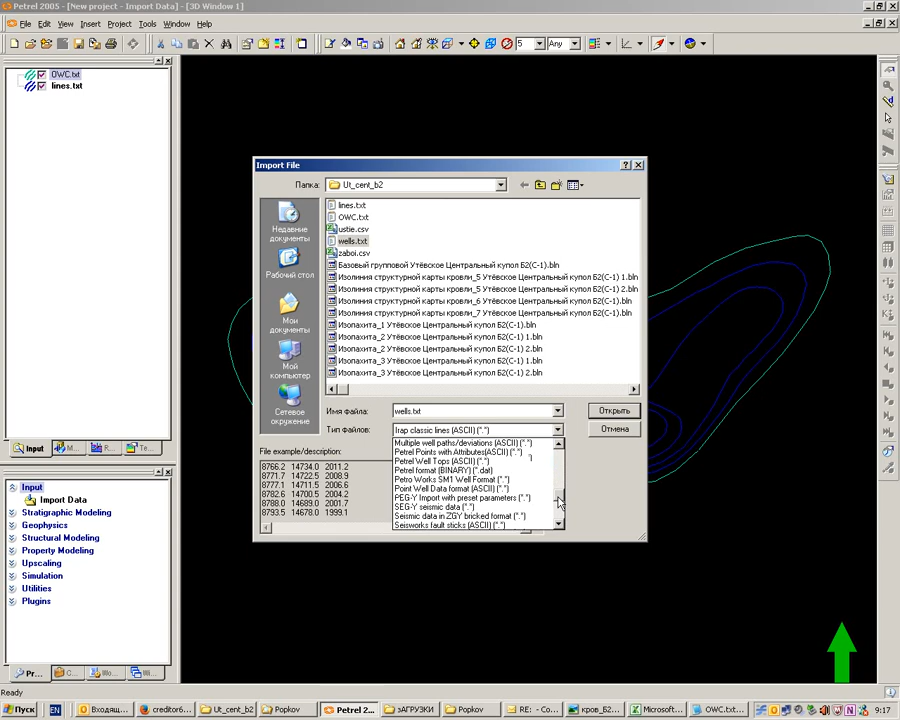 Petrel 2005 - [New project - Import Data] - [3D Window 1]
File Edit View Insert Project Tools Window Help
5 Any
OWC.txt
lines.txt
Import File
Папка: Ut_cent_b2
Недавние документы
Рабочий стол
Мои документы
Мой компьютер
Сетевое окружение
lines.txt
OWC.txt
ustie.csv
wells.txt
zaboi.csv
Базовый групповой Утёвское Центральный купол Б2(С-1).bln
Изолиния структурной карты кровли_5 Утёвское Центральный купол Б2(С-1) 1.bln
Изолиния структурной карты кровли_5 Утёвское Центральный купол Б2(С-1) 2.bln
Изолиния структурной карты кровли_6 Утёвское Центральный купол Б2(С-1).bln
Изолиния структурной карты кровли_7 Утёвское Центральный купол Б2(С-1).bln
Изопахита_1 Утёвское Центральный купол Б2(С-1) 1.bln
Изопахита_2 Утёвское Центральный купол Б2(С-1) 1.bln
Изопахита_2 Утёвское Центральный купол Б2(С-1) 2.bln
Изопахита_3 Утёвское Центральный купол Б2(С-1) 1.bln
Изопахита_3 Утёвское Центральный купол Б2(С-1) 2.bln
Имя файла: wells.txt Открыть
Тип файлов: Irap classic lines (ASCII) (*.*) Отмена
Multiple well paths/deviations (ASCII) (*.*)
Petrel Points with Attributes(ASCII) (*.*)
Petrel Well Tops (ASCII) (*.*)
Petrel format (BINARY) (*.dat)
Petro Works SM1 Well Format (*.*)
Point Well Data format (ASCII) (*.*)
PEG-Y Import with preset parameters (*.*)
SEG-Y seismic data (*.*)
Seismic data in ZGY bricked format (*.*)
Seisworks fault sticks (ASCII) (*.*)
File example/description:
8766.2 14734.0 2011.2
8771.7 14722.5 2008.9
8777.1 14711.5 2006.6
8782.6 14700.5 2004.2
8788.0 14689.0 2001.7
8793.5 14678.0 1999.1
Input M... R... Te...
Input
Import Data
Stratigraphic Modeling
Geophysics
Structural Modeling
Property Modeling
Upscaling
Simulation
Utilities
Plugins
Pr... C... Wo... Wi...
Ready
Пуск EN Входящ... creditor6... Ut_cent_b2 Popkov Petrel 2... зАГРУЗКИ Popkov RE: - Co... кров_Б2... Microsoft... OWC.txt... 9:17